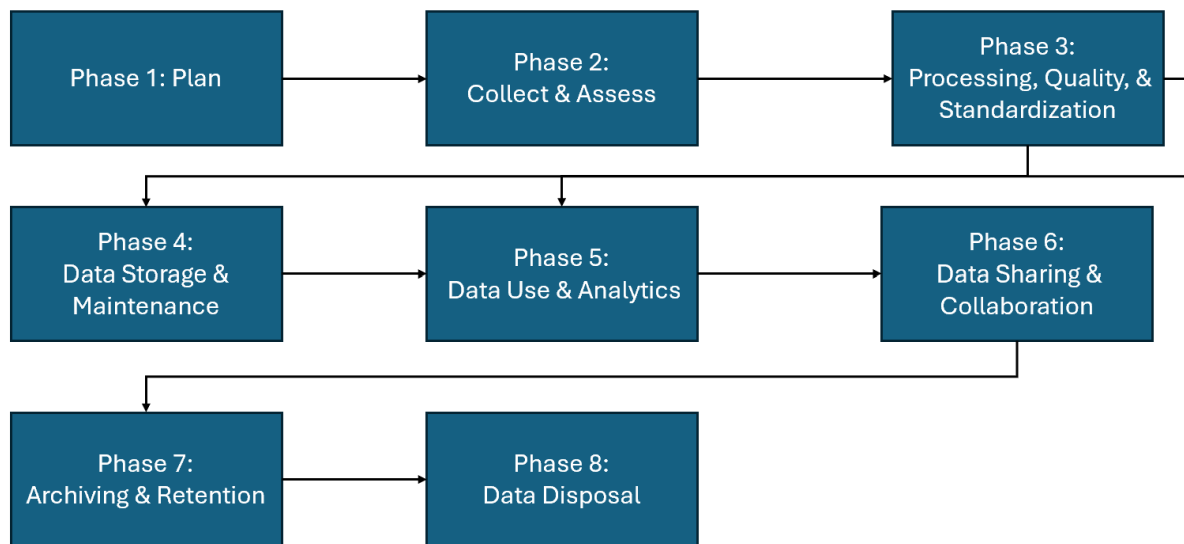 Phase 1: Plan
Phase 2:
Collect & Assess
Phase 3:
Processing, Quality, &
Standardization
Phase 4:
Data Storage &
Maintenance
Phase 5:
Data Use & Analytics
Phase 6:
Data Sharing &
Collaboration
Phase 7:
Archiving & Retention
Phase 8:
Data Disposal